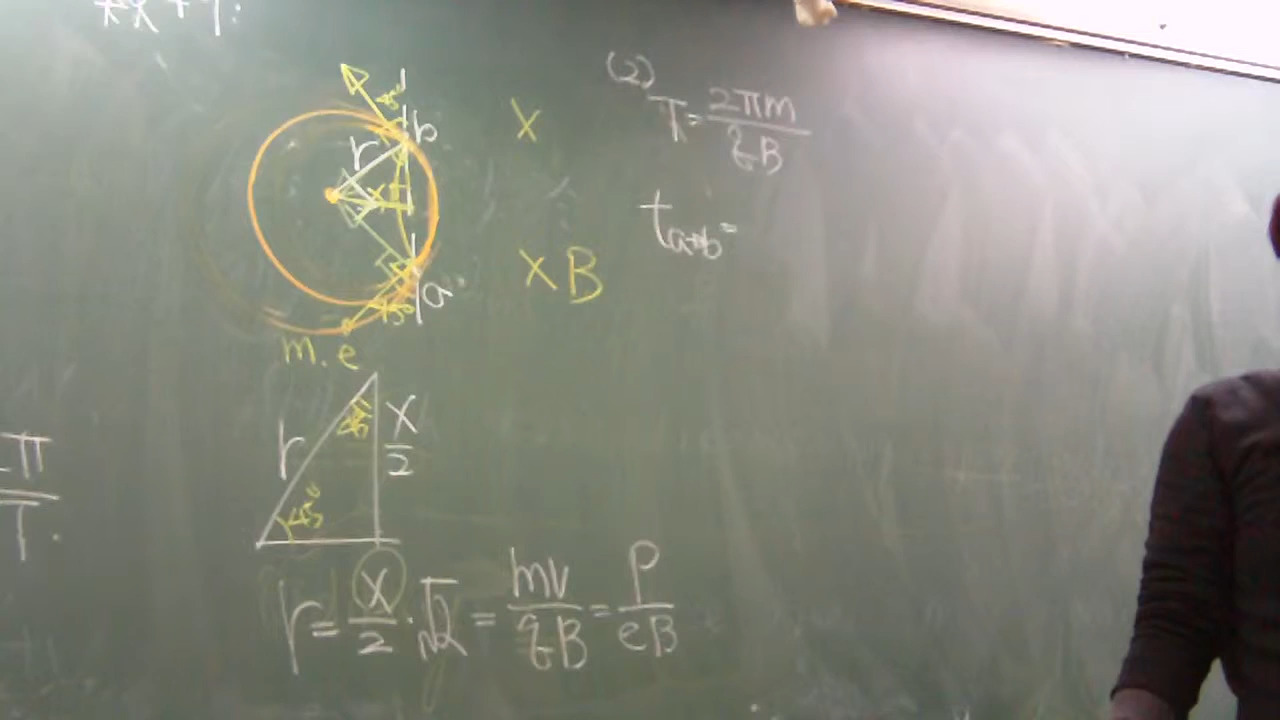 b
r
x
a
m.e
x
x B
(2)
T = 2πm / qB
t a→b =
r
45°
45°
x / 2
r = x/2 · √2 = mv / qB = P / eB
π
T.